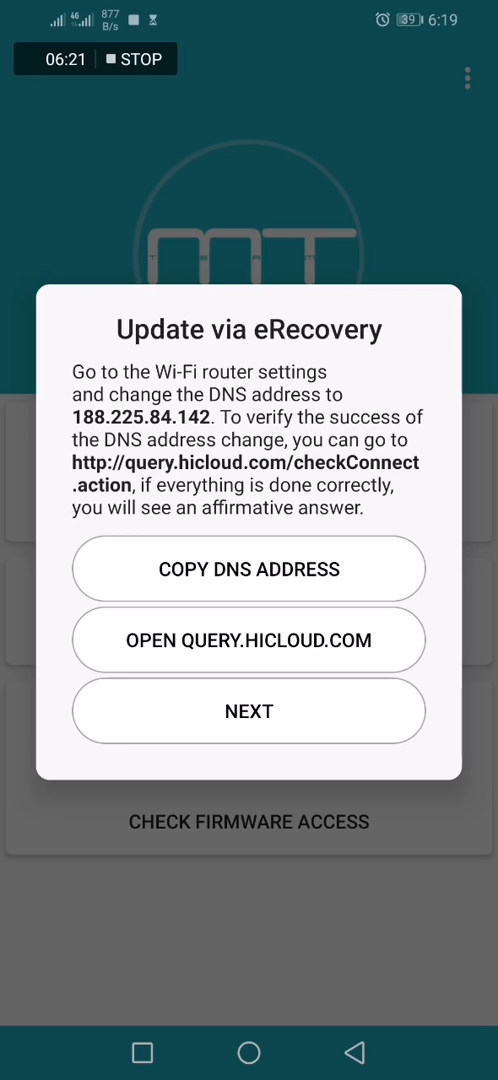 4G 877 B/s 39 6:19
06:21 STOP
MT
T E A M
Update via eRecovery
Go to the Wi-Fi router settings
and change the DNS address to
188.225.84.142. To verify the success of
the DNS address change, you can go to
http://query.hicloud.com/checkConnect
.action, if everything is done correctly,
you will see an affirmative answer.
COPY DNS ADDRESS
OPEN QUERY.HICLOUD.COM
NEXT
CHECK FIRMWARE ACCESS